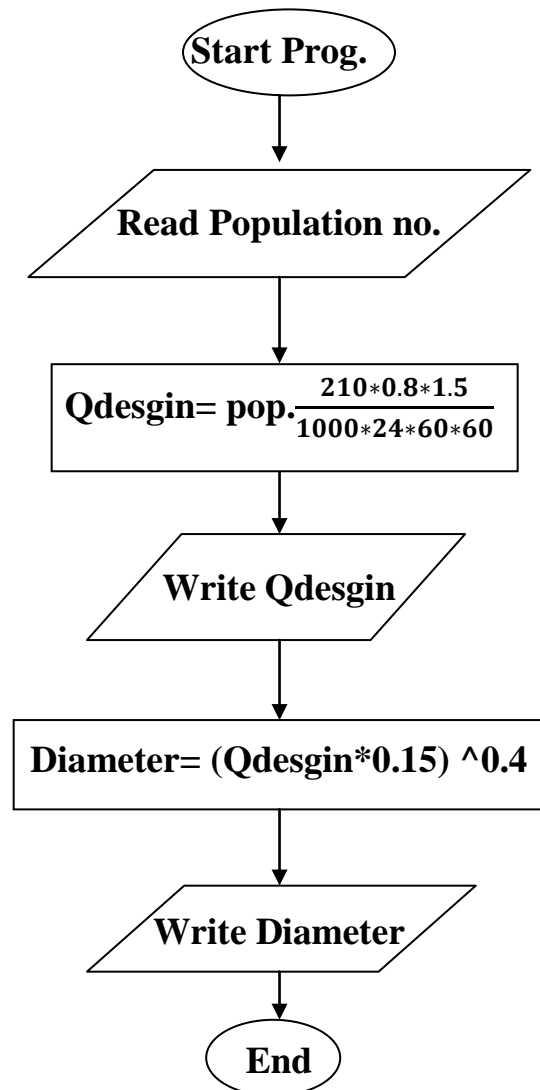 Start Prog.
Read Population no.
Qdesgin= pop. 210*0.8*1.5 / 1000*24*60*60
Write Qdesgin
Diameter= (Qdesgin*0.15) ^0.4
Write Diameter
End